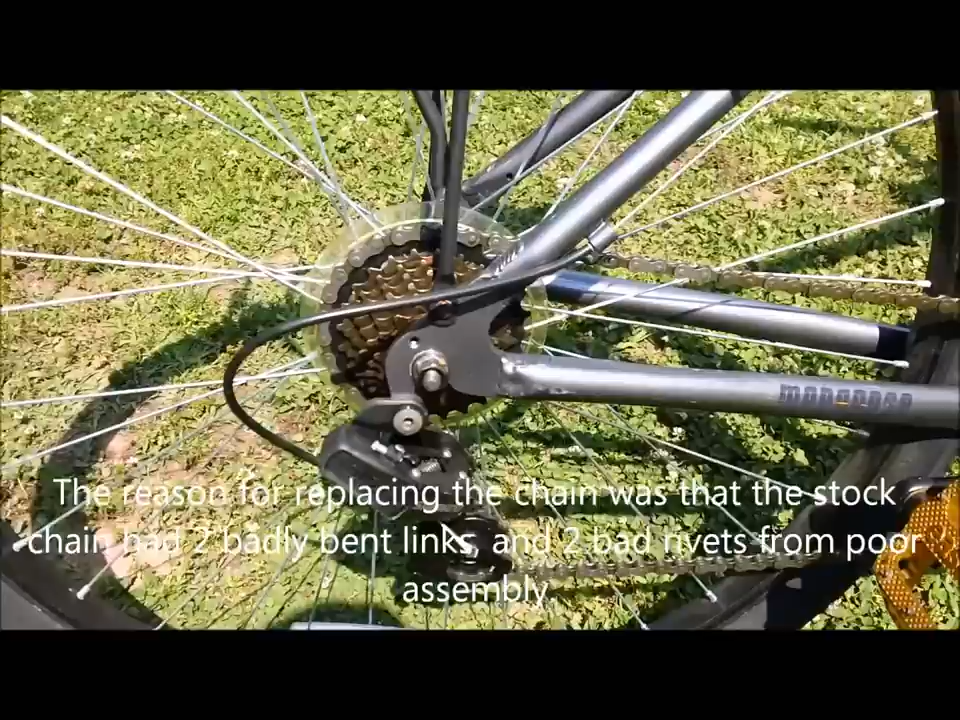 mongoose
The reason for replacing the chain was that the stock
chain had 2 badly bent links, and 2 bad rivets from poor
assembly.